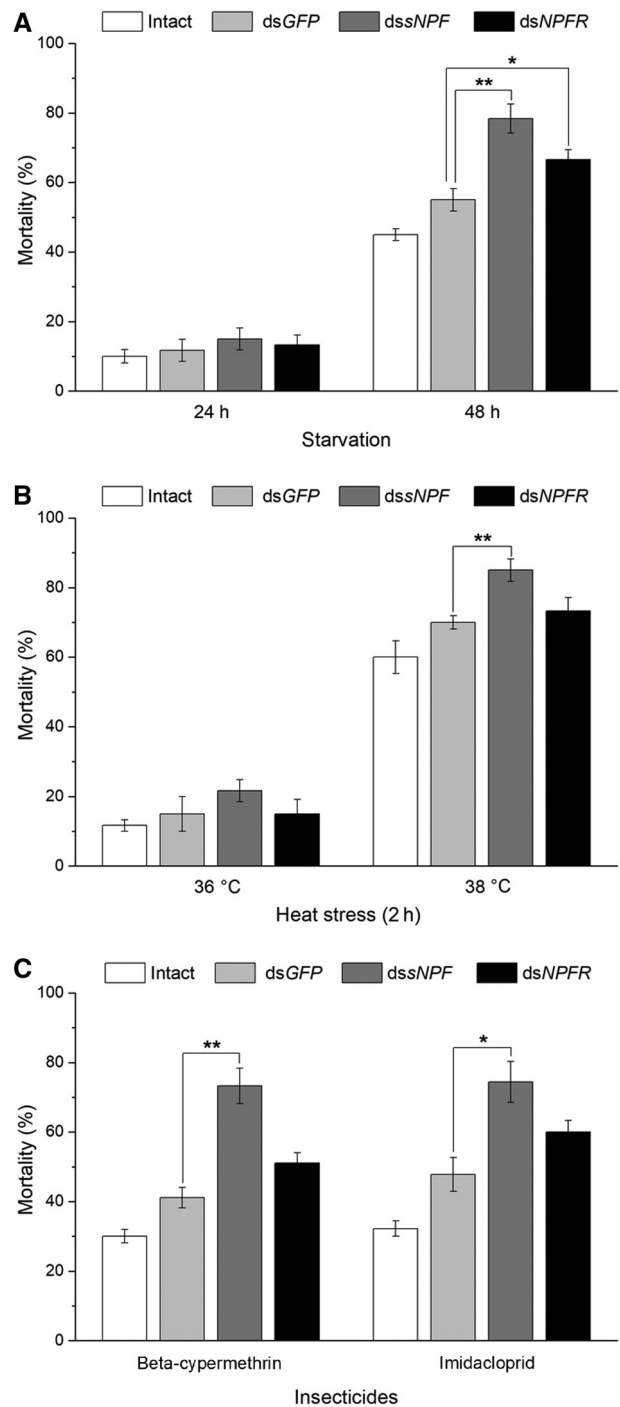 A
Intact dsGFP dssNPF dsNPFR
100
80
60
40
20
0
Mortality (%)
*
**
24 h 48 h
Starvation
B
Intact dsGFP dssNPF dsNPFR
100
80
60
40
20
0
Mortality (%)
**
36 °C 38 °C
Heat stress (2 h)
C
Intact dsGFP dssNPF dsNPFR
100
80
60
40
20
0
Mortality (%)
** *
Beta-cypermethrin Imidacloprid
Insecticides